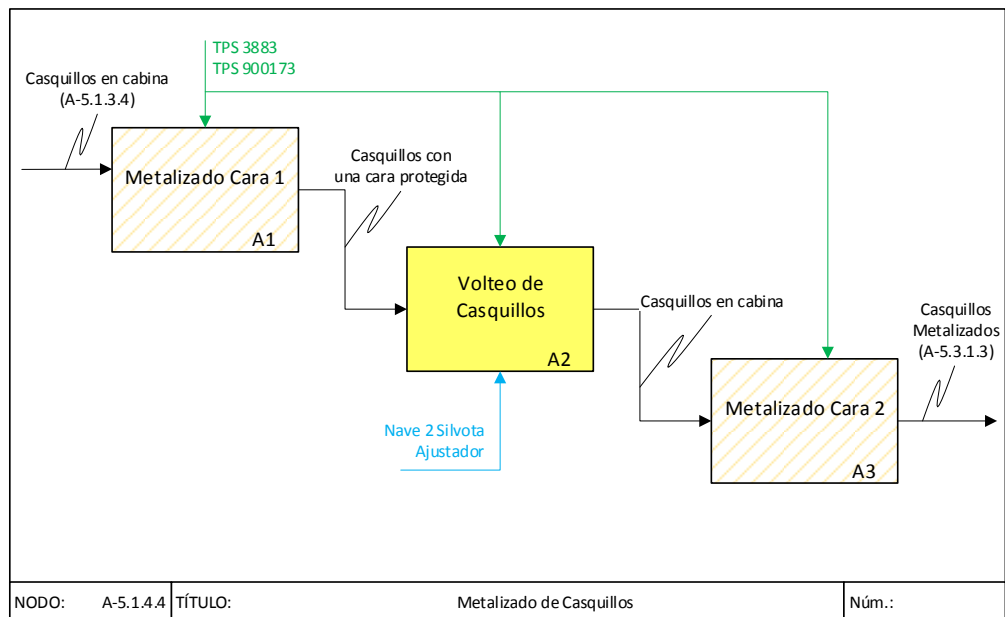 TPS 3883
TPS 900173
Casquillos en cabina
(A-5.1.3.4)
Metalizado Cara 1
A1
Casquillos con
una cara protegida
Volteo de
Casquillos
A2
Nave 2 Silvota
Ajustador
Casquillos en cabina
Metalizado Cara 2
A3
Casquillos
Metalizados
(A-5.3.1.3)
NODO: A-5.1.4.4 TÍTULO: Metalizado de Casquillos Núm.: